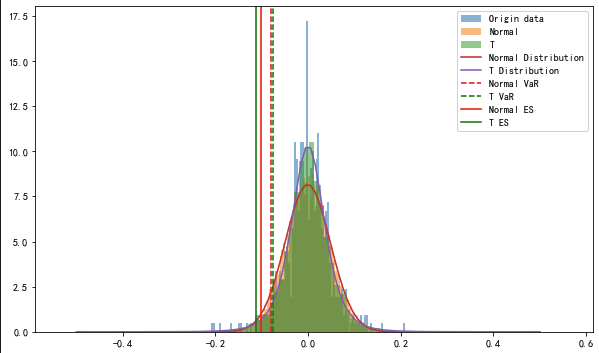 17.5
15.0
12.5
10.0
7.5
5.0
2.5
0.0
-0.4
-0.2
0.0
0.2
0.4
0.6
Origin data
Normal
T
Normal Distribution
T Distribution
Normal VaR
T VaR
Normal ES
T ES